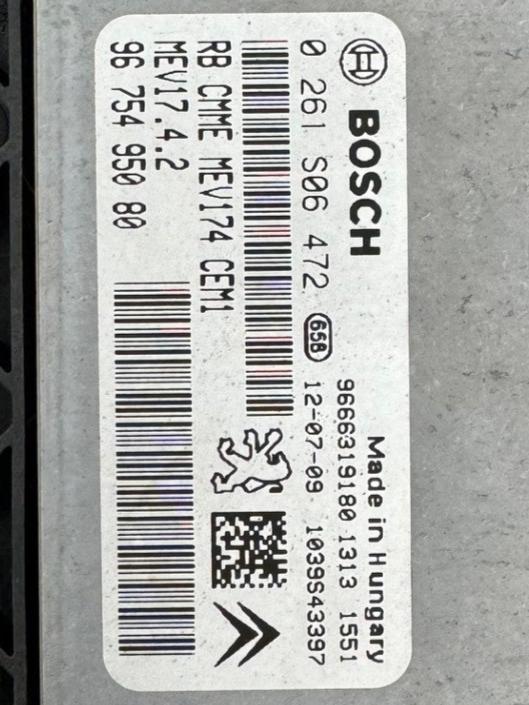 BOSCH
Made in Hungary
9666319180 1313 1551
0 261 S06 472 658 12-07-09 1039S43397
RB CMME MEV174 CEM1
MEV17.4.2
96 754 950 80